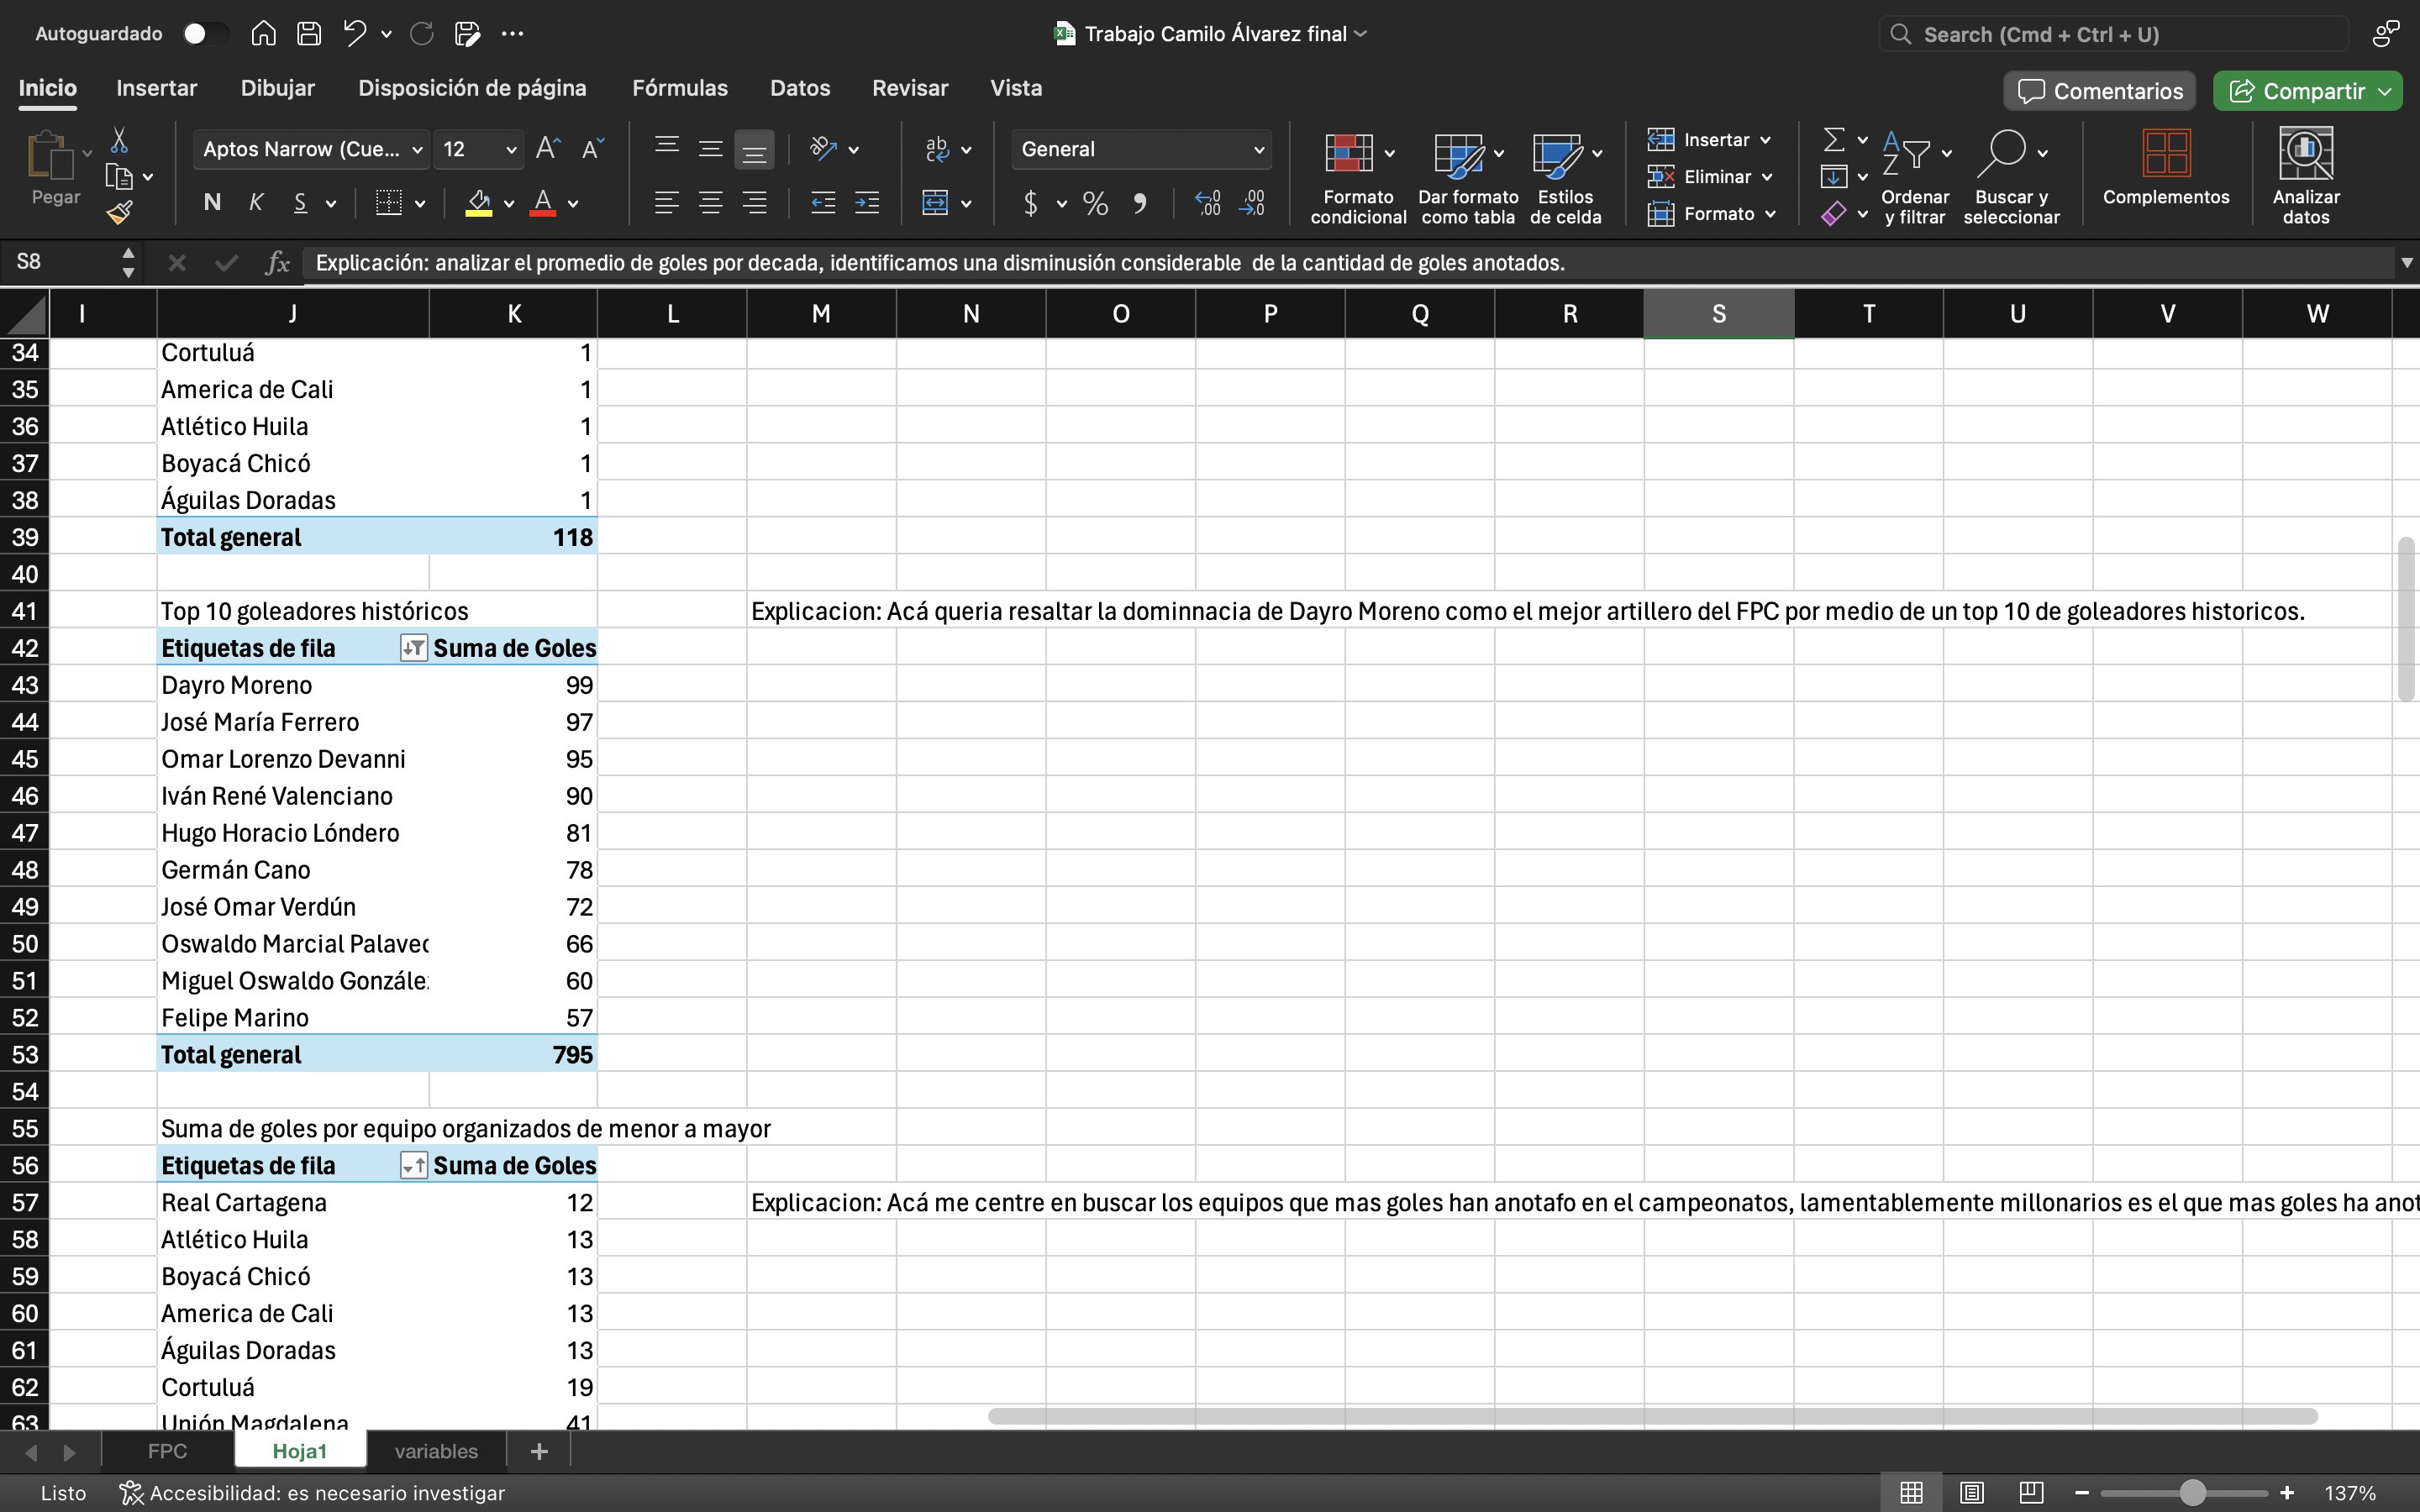 Autoguardado
Trabajo Camilo Álvarez final
Search (Cmd + Ctrl + U)
Inicio Insertar Dibujar Disposición de página Fórmulas Datos Revisar Vista
Comentarios Compartir
Pegar
Aptos Narrow (Cue... 12
N K S
General
Formato condicional
Dar formato como tabla
Estilos de celda
Insertar
Eliminar
Formato
Ordenar y filtrar
Buscar y seleccionar
Complementos
Analizar datos
S8 fx Explicación: analizar el promedio de goles por decada, identificamos una disminusión considerable  de la cantidad de goles anotados.
I J K L M N O P Q R S T U V W
34 Cortuluá 1
35 America de Cali 1
36 Atlético Huila 1
37 Boyacá Chicó 1
38 Águilas Doradas 1
39 Total general 118
40
41 Top 10 goleadores históricos Explicacion: Acá queria resaltar la dominnacia de Dayro Moreno como el mejor artillero del FPC por medio de un top 10 de goleadores historicos.
42 Etiquetas de fila Suma de Goles
43 Dayro Moreno 99
44 José María Ferrero 97
45 Omar Lorenzo Devanni 95
46 Iván René Valenciano 90
47 Hugo Horacio Lóndero 81
48 Germán Cano 78
49 José Omar Verdún 72
50 Oswaldo Marcial Palavec 66
51 Miguel Oswaldo González 60
52 Felipe Marino 57
53 Total general 795
54
55 Suma de goles por equipo organizados de menor a mayor
56 Etiquetas de fila Suma de Goles
57 Real Cartagena 12 Explicacion: Acá me centre en buscar los equipos que mas goles han anotafo en el campeonatos, lamentablemente millonarios es el que mas goles ha anot
58 Atlético Huila 13
59 Boyacá Chicó 13
60 America de Cali 13
61 Águilas Doradas 13
62 Cortuluá 19
63 Unión Magdalena 41
FPC Hoja1 variables
Listo Accesibilidad: es necesario investigar 137%